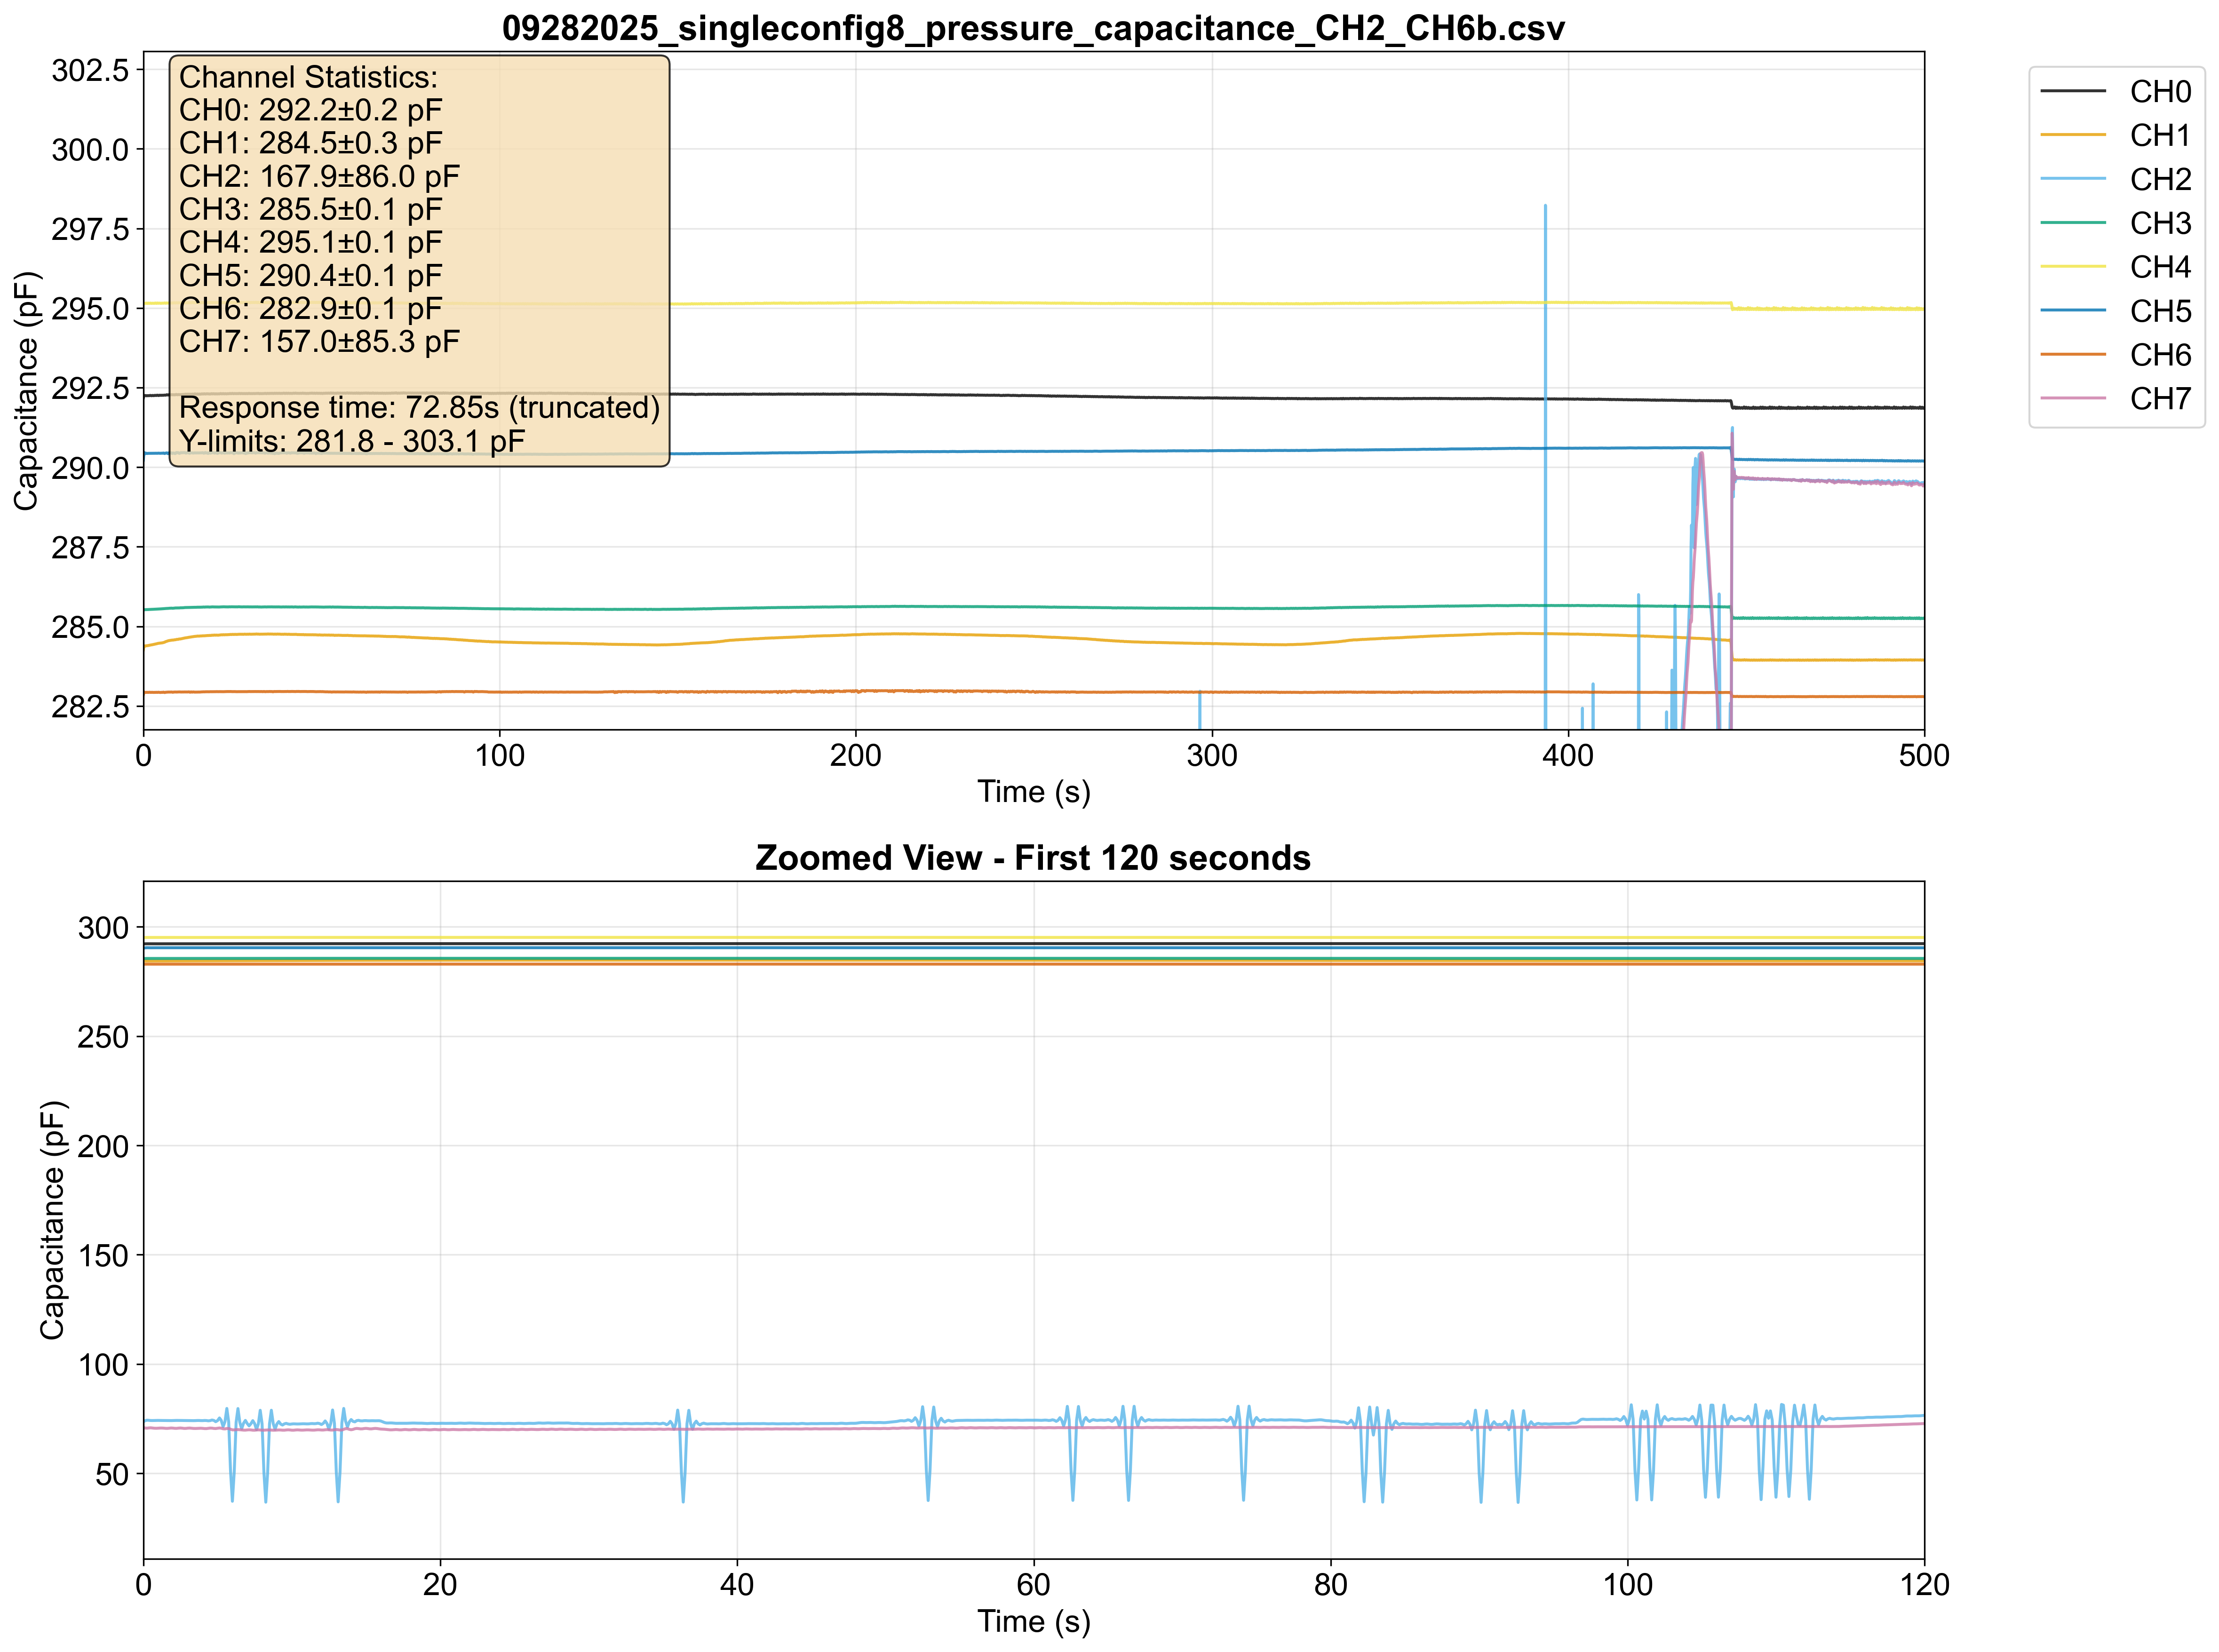 09282025_singleconfig8_pressure_capacitance_CH2_CH6b.csv
Channel Statistics:
CH0: 292.2±0.2 pF
CH1: 284.5±0.3 pF
CH2: 167.9±86.0 pF
CH3: 285.5±0.1 pF
CH4: 295.1±0.1 pF
CH5: 290.4±0.1 pF
CH6: 282.9±0.1 pF
CH7: 157.0±85.3 pF
Response time: 72.85s (truncated)
Y-limits: 281.8 - 303.1 pF
Capacitance (pF)
302.5
300.0
297.5
295.0
292.5
290.0
287.5
285.0
282.5
0 100 200 300 400 500
Time (s)
CH0
CH1
CH2
CH3
CH4
CH5
CH6
CH7
Zoomed View - First 120 seconds
Capacitance (pF)
300
250
200
150
100
50
0 20 40 60 80 100 120
Time (s)